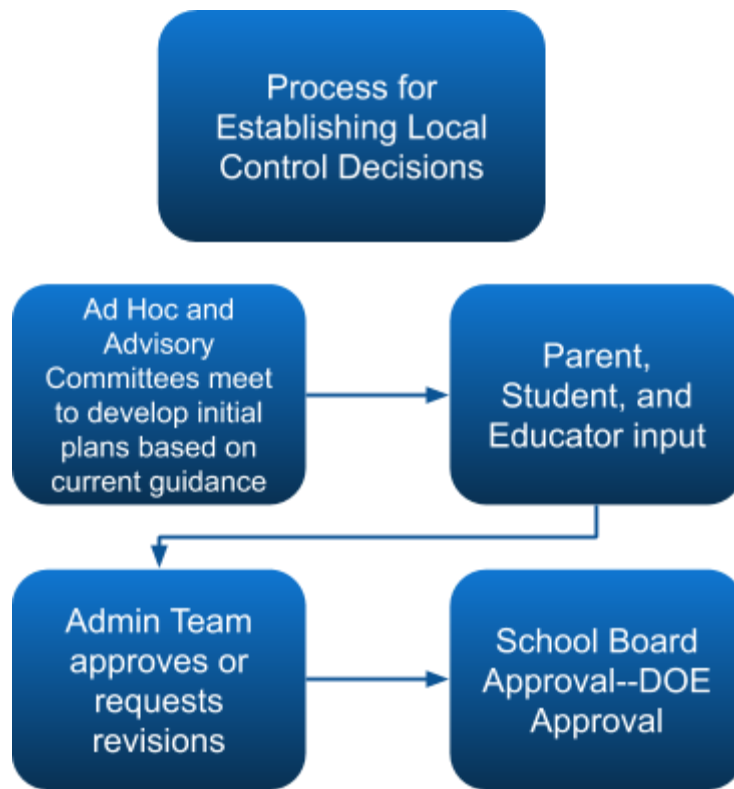 Process for
Establishing Local
Control Decisions
Ad Hoc and
Advisory
Committees meet
to develop initial
plans based on
current guidance
Parent,
Student, and
Educator input
Admin Team
approves or
requests
revisions
School Board
Approval--DOE
Approval